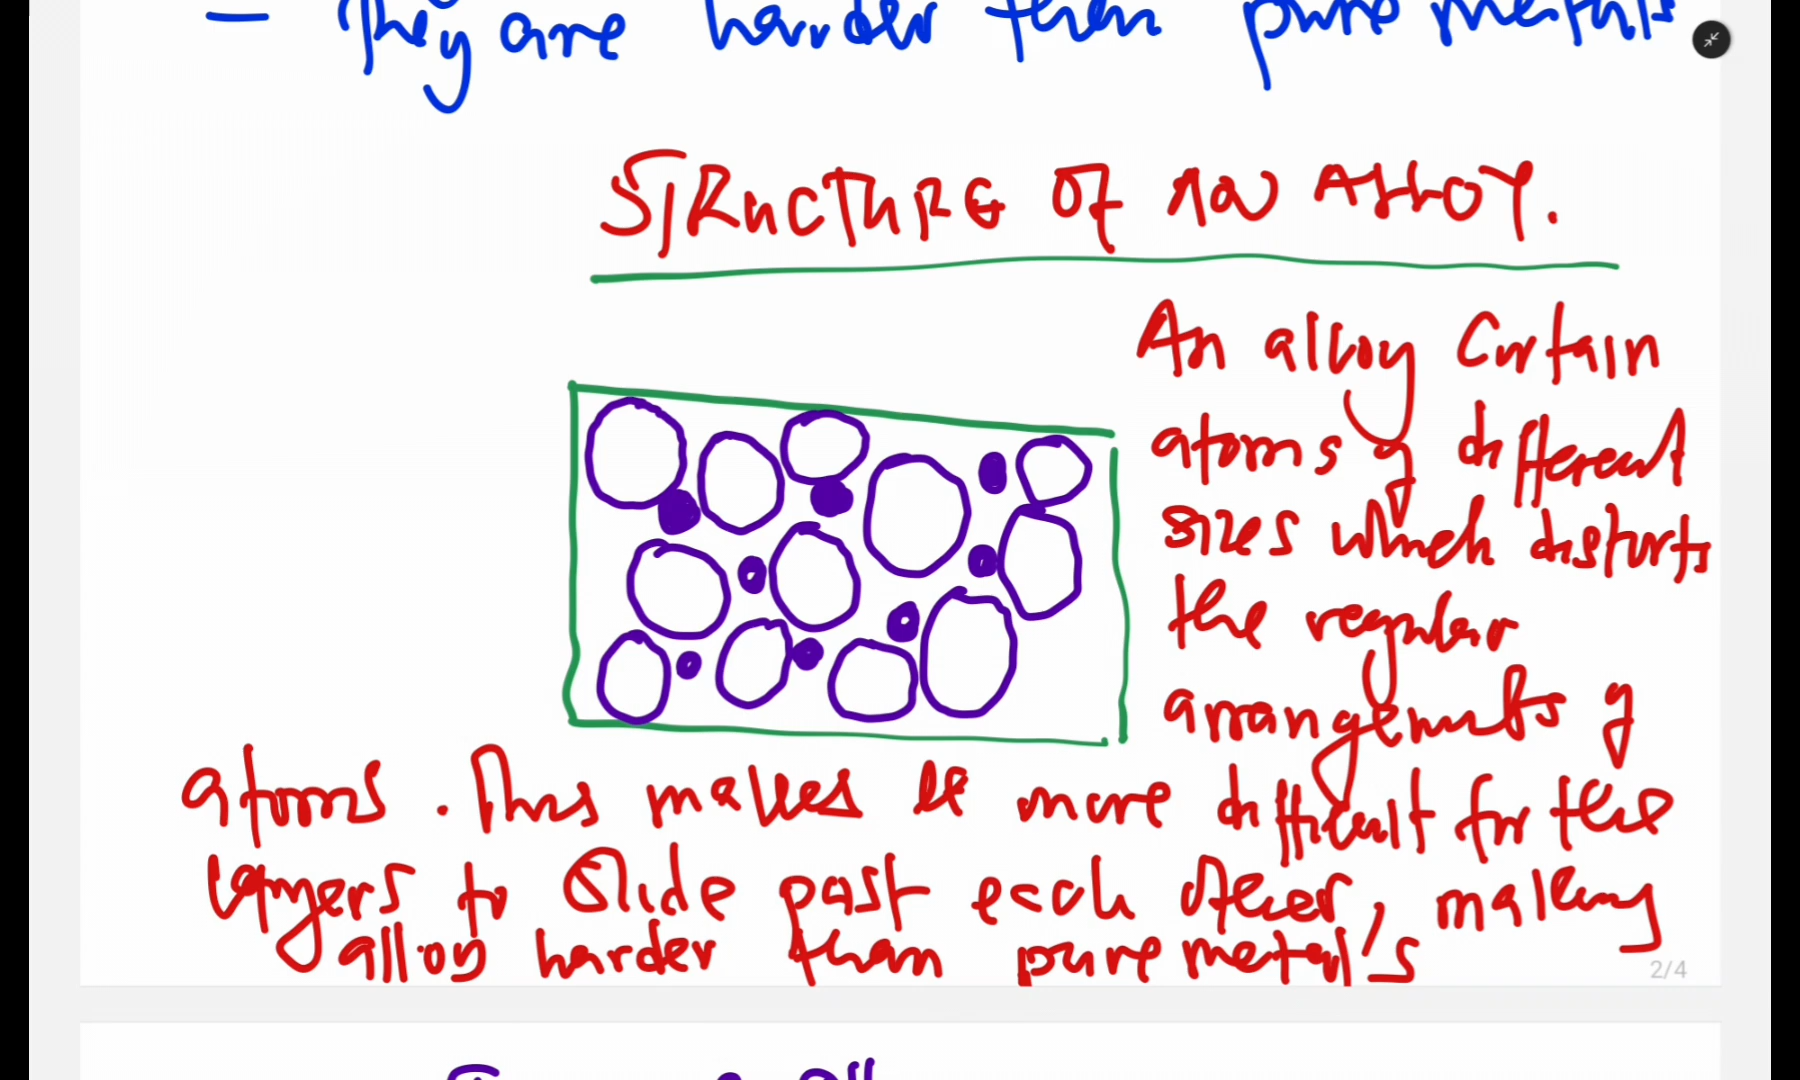 — They are harder than pure metals
STRUCTURE OF AN ALLOY.
An alloy Contain
atoms of different
sizes which distorts
the regular
arrangements of
atoms. This makes it more difficult for the
layers to Slide past each other, making
alloy harder than pure metal's
2/4